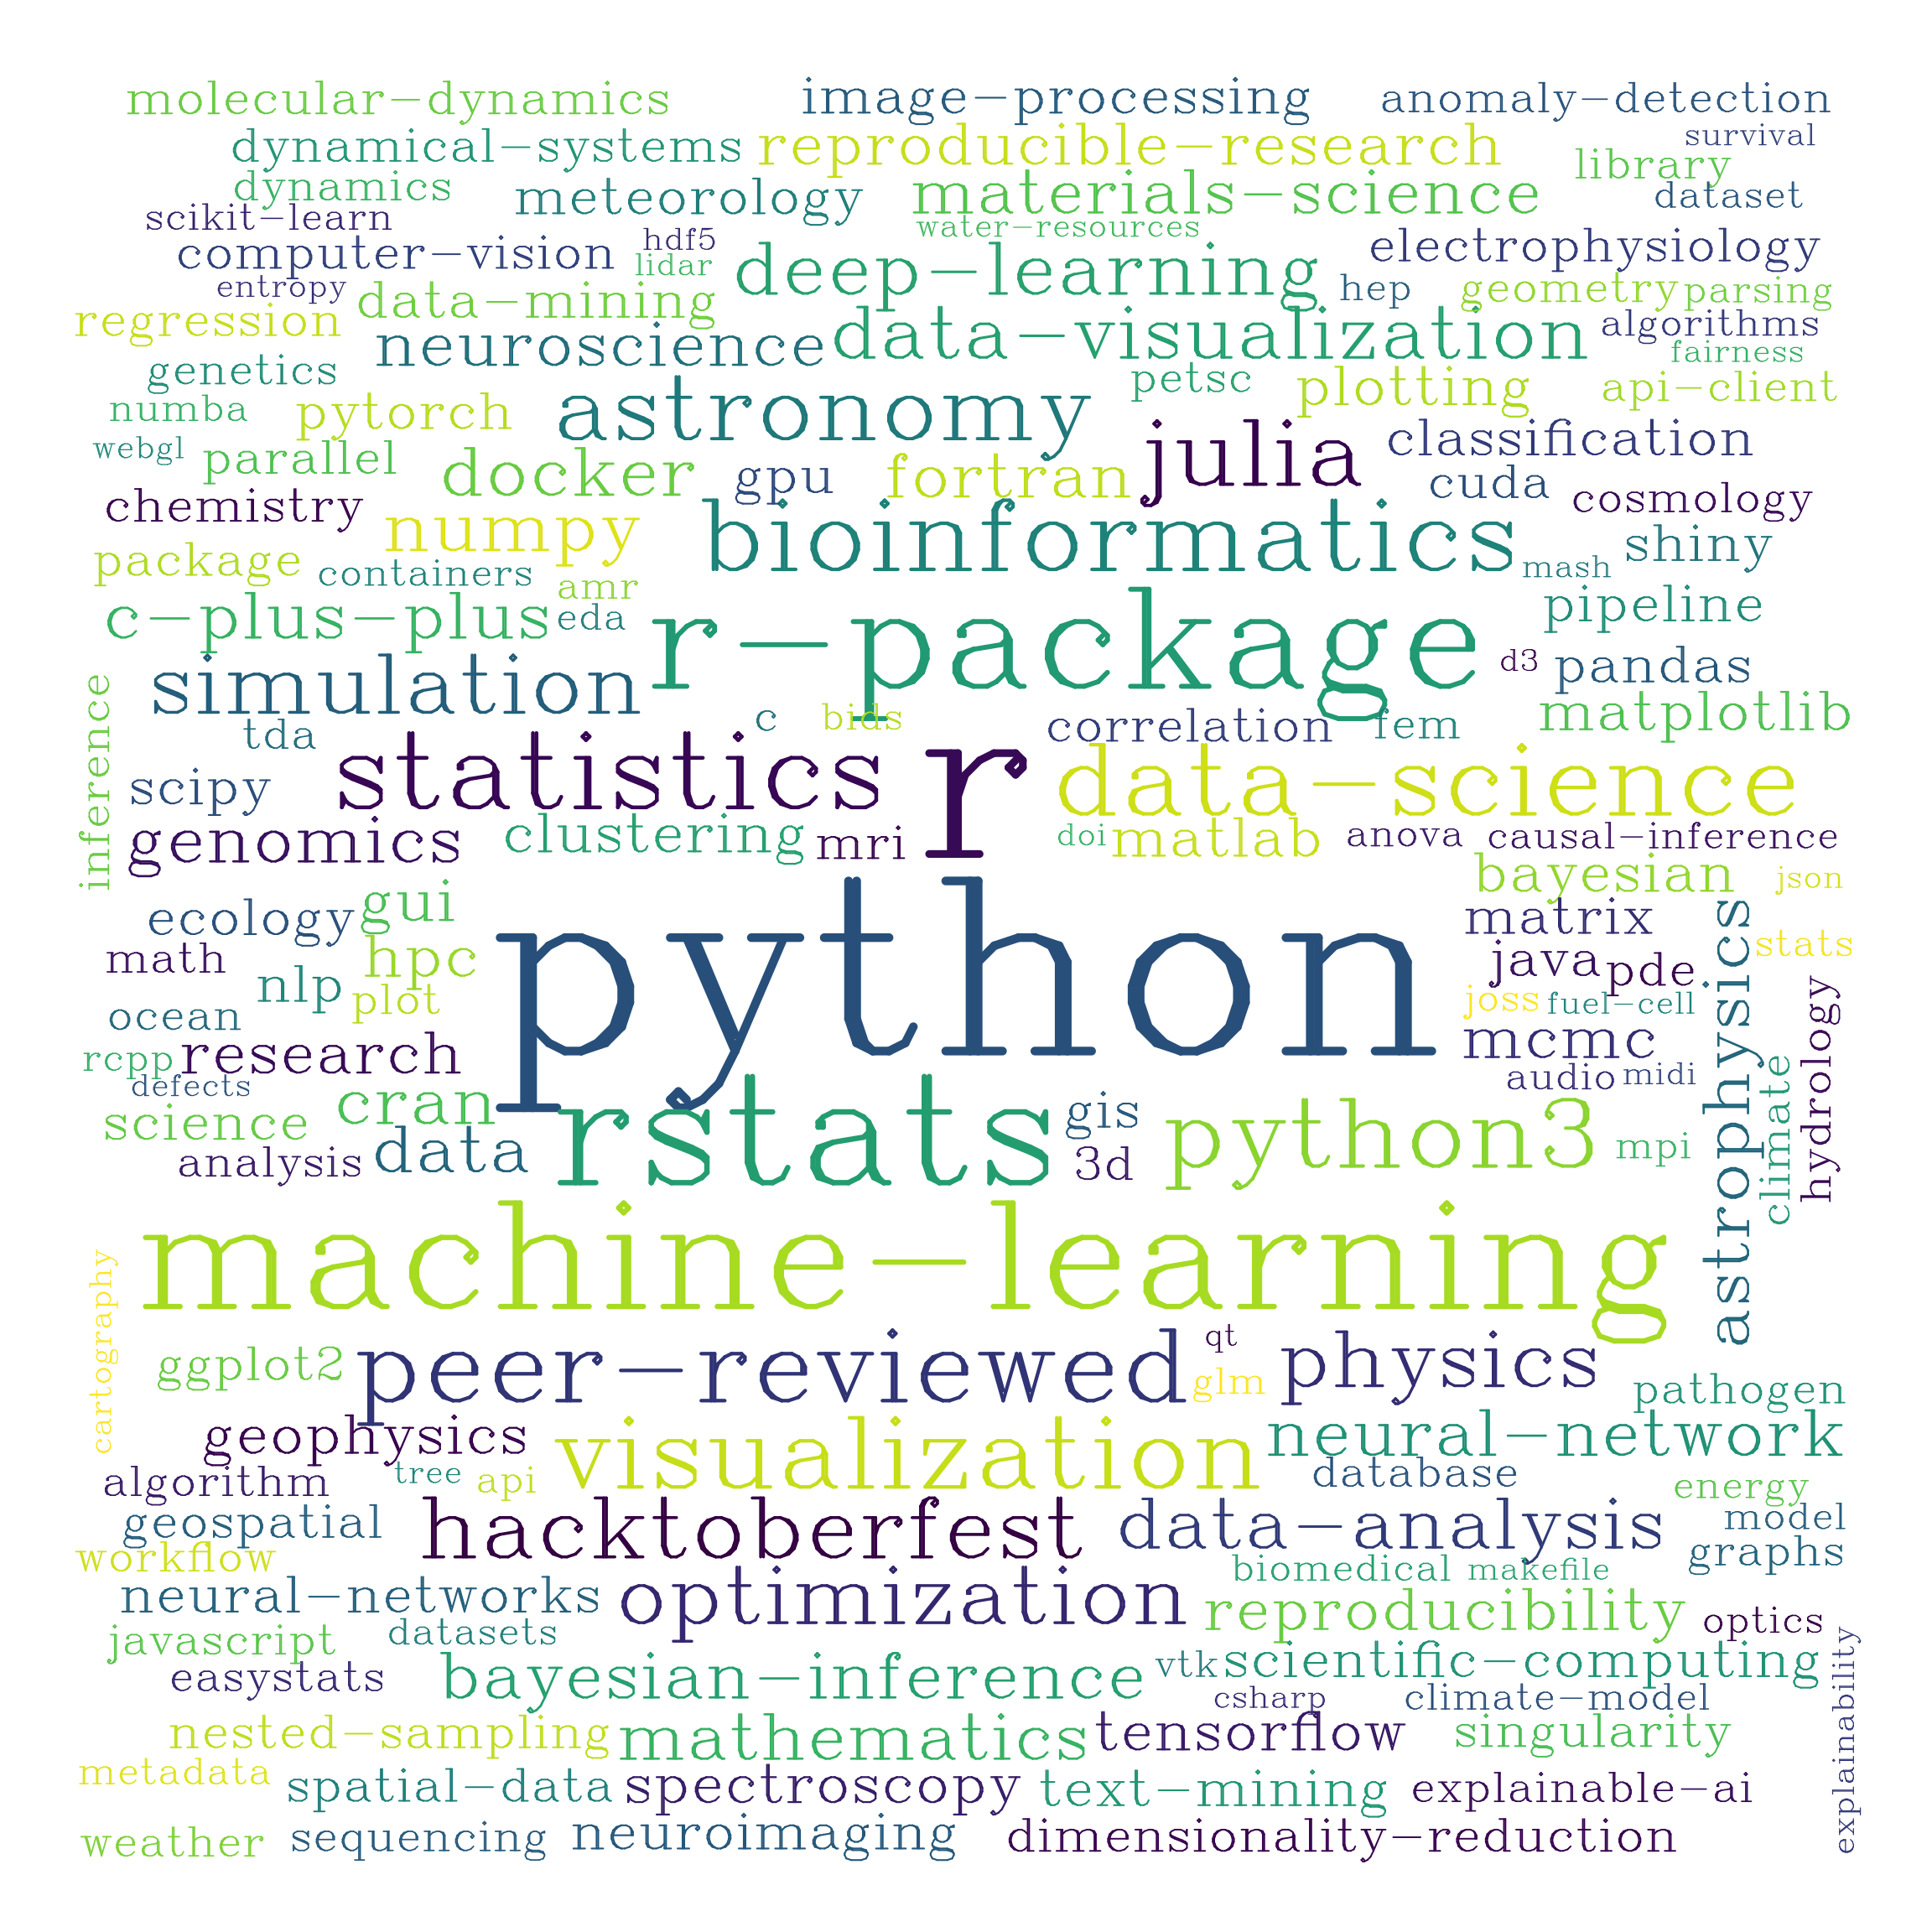 molecular-dynamics
image-processing
anomaly-detection
dynamical-systems
reproducible-research
survival
library
dynamics
meteorology
materials-science
dataset
scikit-learn
water-resources
computer-vision
hdf5
lidar
deep-learning
electrophysiology
entropy
data-mining
hep
geometry
parsing
regression
neuroscience
data-visualization
algorithms
fairness
genetics
petsc
plotting
api-client
numba
pytorch
astronomy
julia
classification
webgl
parallel
docker
gpu
fortran
cuda
cosmology
chemistry
numpy
bioinformatics
shiny
package
containers
amr
mash
c-plus-plus
eda
r-package
pipeline
simulation
d3
pandas
inference
tda
c
bids
correlation
fem
matplotlib
scipy
statistics
r
data-science
genomics
clustering
mri
doi
matlab
anova
causal-inference
bayesian
json
ecology
gui
python
matrix
astrophysics
stats
math
hpc
java
pde
nlp
plot
joss
fuel-cell
hydrology
ocean
rcpp
research
mcmc
defects
audio
midi
climate
science
cran
rstats
gis
python3
analysis
data
3d
mpi
machine-learning
cartography
ggplot2
peer-reviewed
qt
glm
physics
pathogen
geophysics
visualization
neural-network
algorithm
tree
api
database
energy
geospatial
hacktoberfest
data-analysis
model
workflow
graphs
neural-networks
optimization
biomedical
makefile
reproducibility
optics
javascript
datasets
easystats
bayesian-inference
vtk
scientific-computing
explainability
csharp
climate-model
nested-sampling
mathematics
tensorflow
singularity
metadata
spatial-data
spectroscopy
text-mining
explainable-ai
weather
sequencing
neuroimaging
dimensionality-reduction